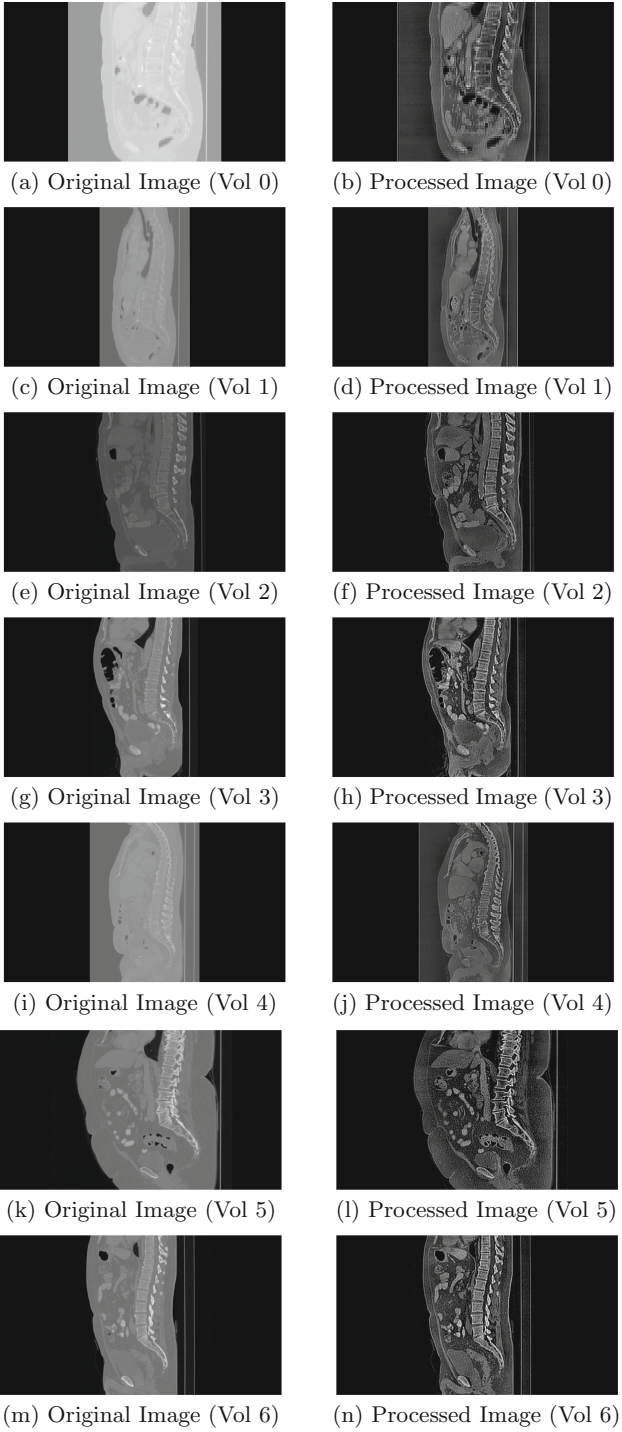 (a) Original Image (Vol 0)
(b) Processed Image (Vol 0)
(c) Original Image (Vol 1)
(d) Processed Image (Vol 1)
(e) Original Image (Vol 2)
(f) Processed Image (Vol 2)
(g) Original Image (Vol 3)
(h) Processed Image (Vol 3)
(i) Original Image (Vol 4)
(j) Processed Image (Vol 4)
(k) Original Image (Vol 5)
(l) Processed Image (Vol 5)
(m) Original Image (Vol 6)
(n) Processed Image (Vol 6)